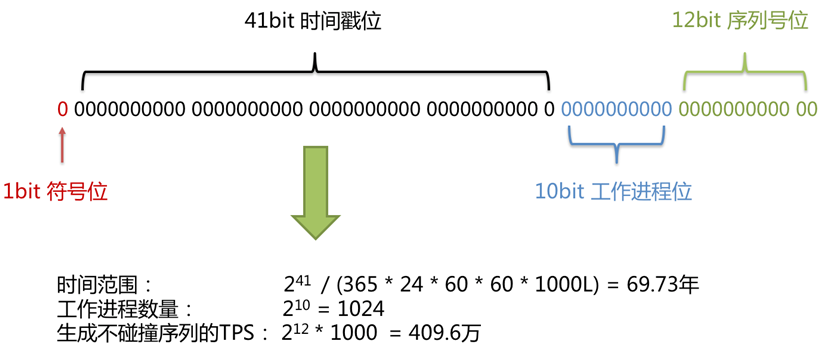 41bit 时间戳位
12bit 序列号位
0 0000000000 0000000000 0000000000 0000000000 0 0000000000 0000000000 00
1bit 符号位
10bit 工作进程位
时间范围： 2⁴¹ / (365 * 24 * 60 * 60 * 1000L) = 69.73年
工作进程数量： 2¹⁰ = 1024
生成不碰撞序列的TPS： 2¹² * 1000 = 409.6万